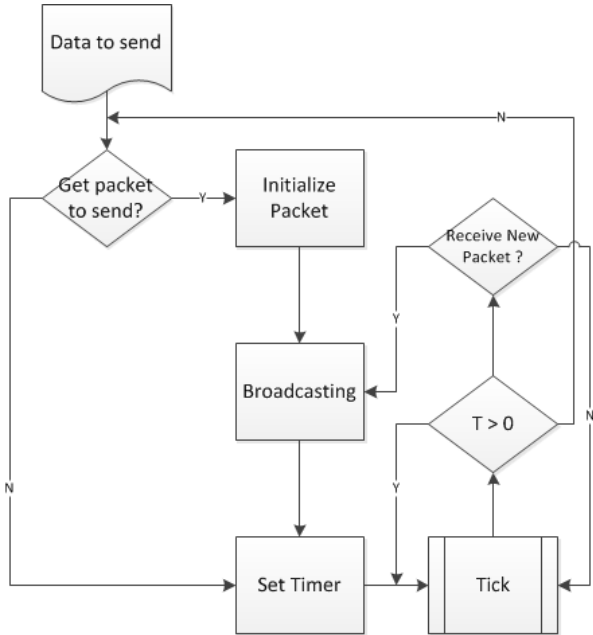 Data to send
N
Get packet
to send?
Y
Initialize
Packet
Receive New
Packet ?
Y
Broadcasting
T > 0
N
N
Y
Set Timer
Tick